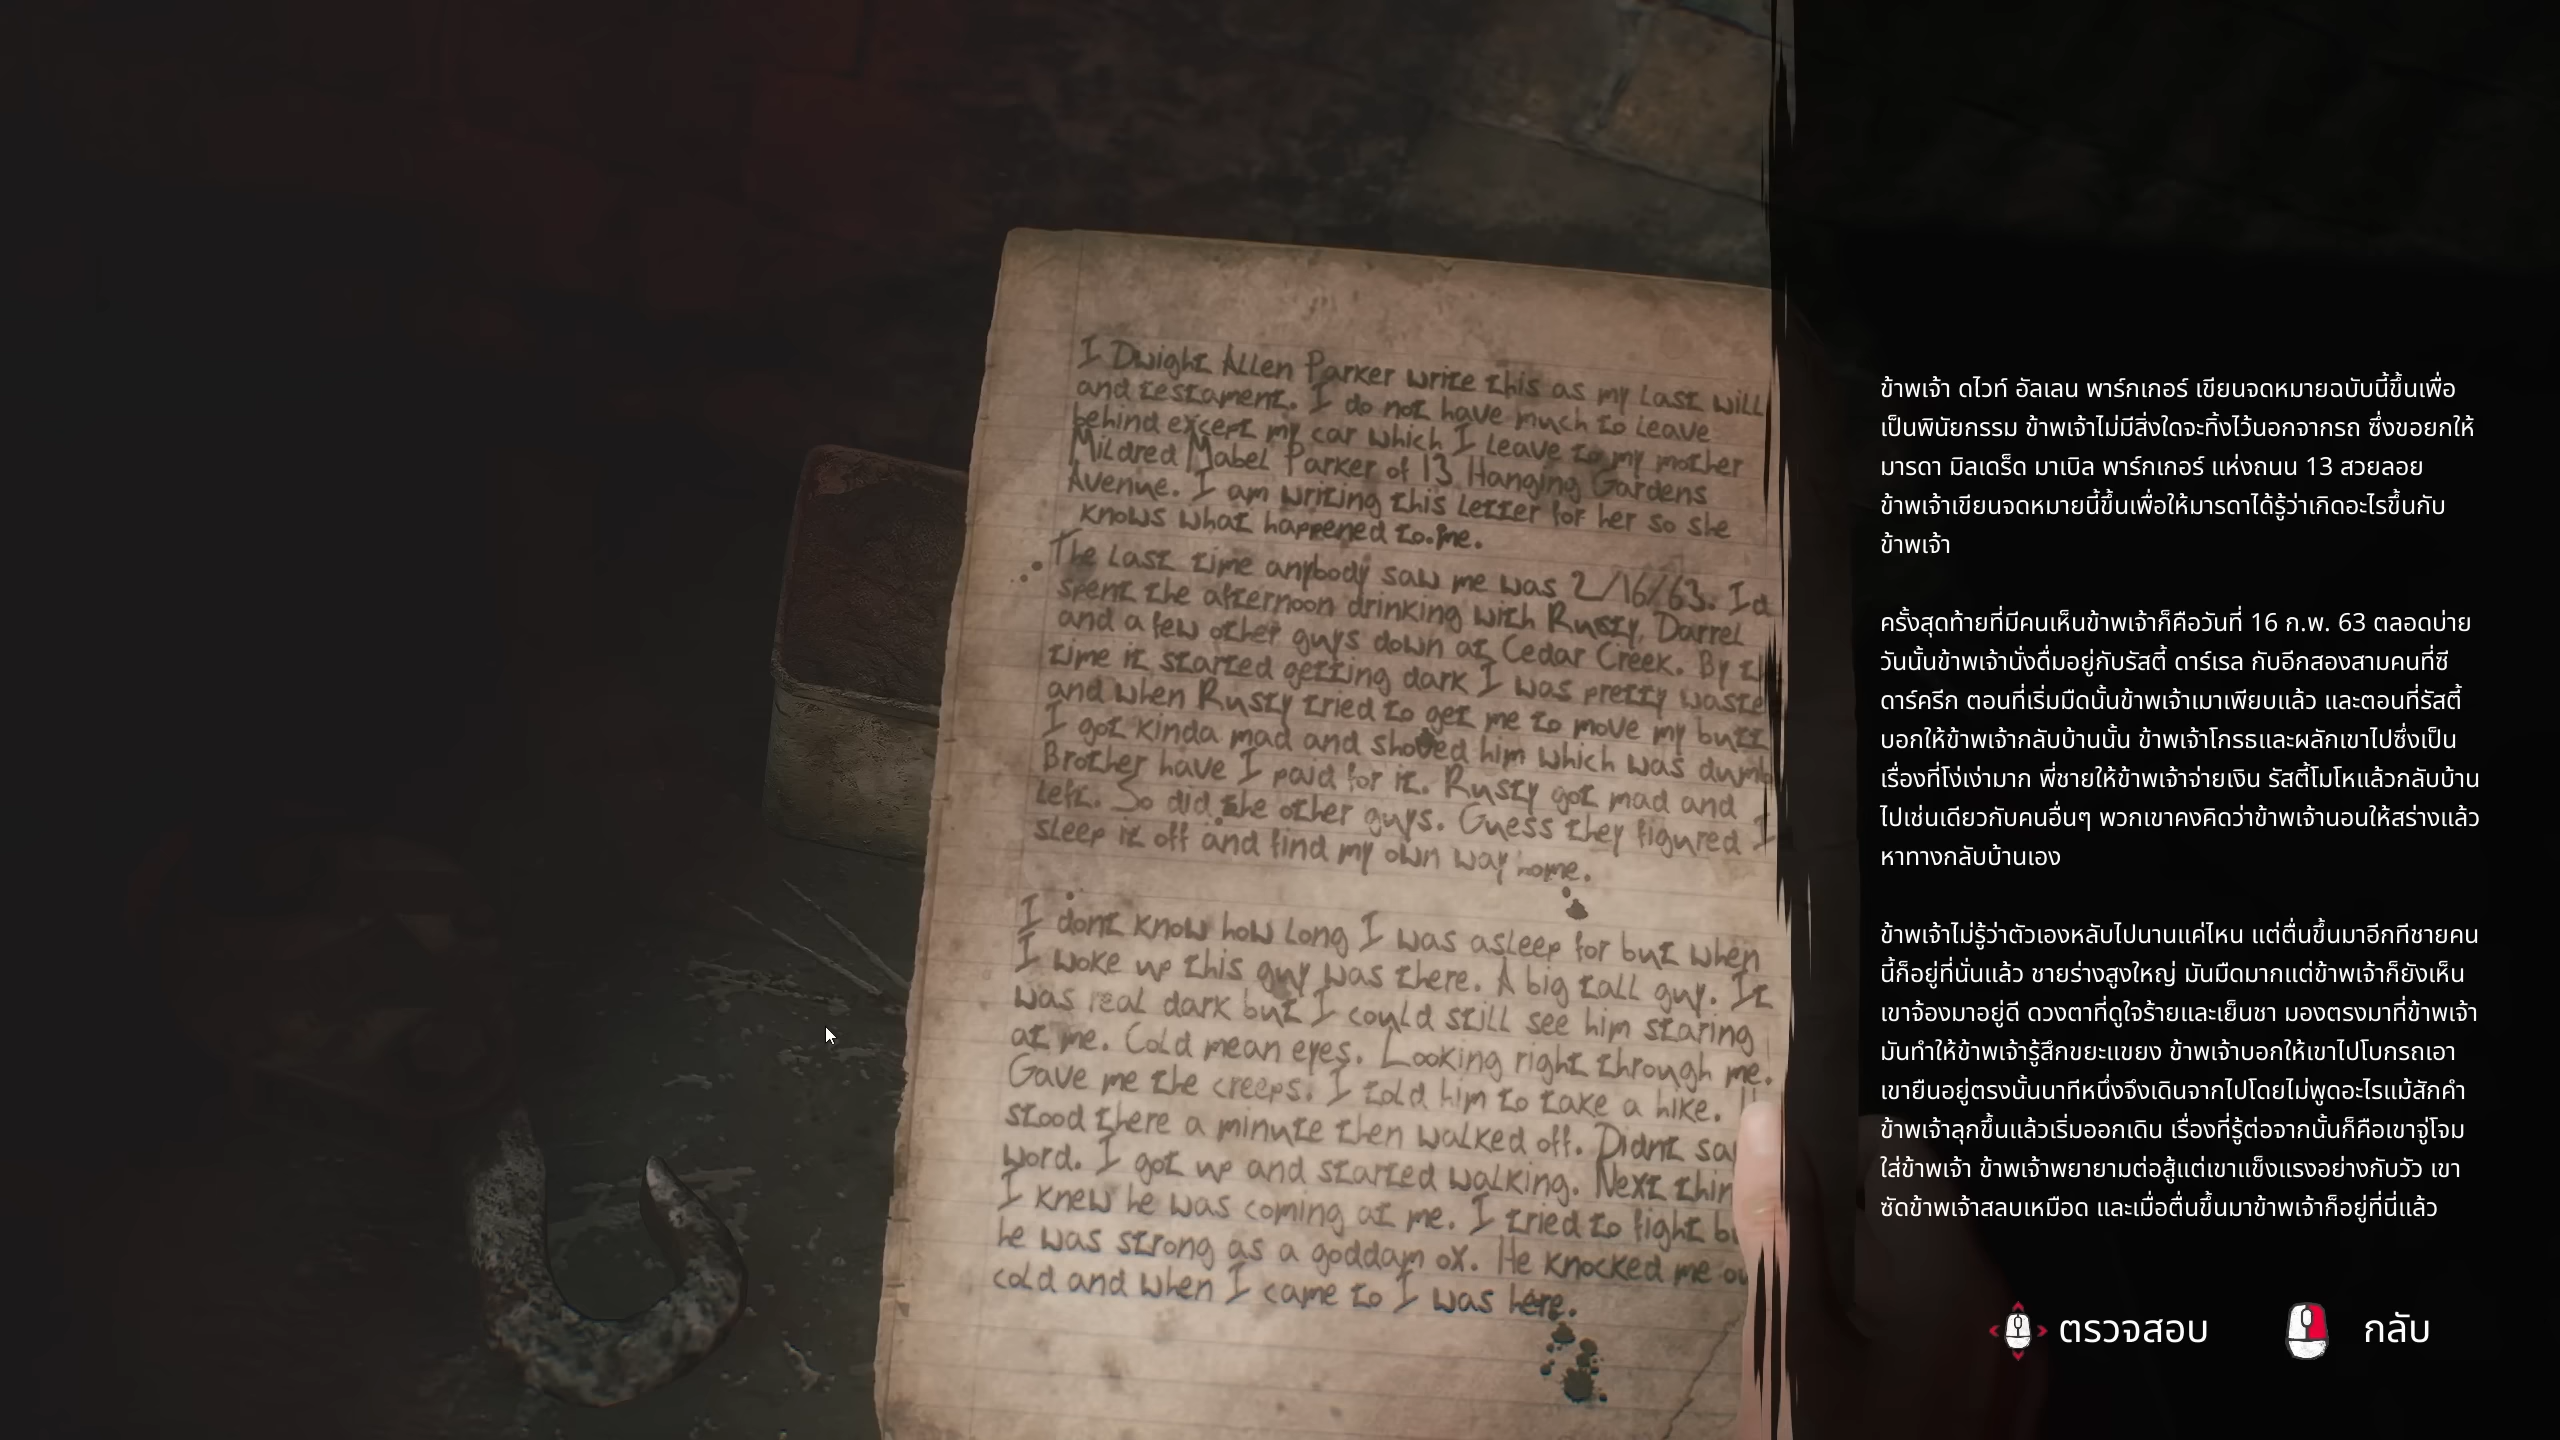 I Dwight Allen Parker write this as my Last will
and testament. I do not have much to Leave
behind except my car which I Leave to my mother
Mildred Mabel Parker of 13 Hanging Gardens
Avenue. I am writing this Letter for her so she
knows what happened to me.
The Last time anybody saw me was 2/16/63. Id
spent the afternoon drinking with Rusty, Darrel
and a few other guys down at Cedar Creek. By
time it started getting dark I was pretty
and when Rusty tried to get me to move my butt
I got kinda mad and shoved him which was dumb
Brother have I paid for it. Rusty got mad and
Left. So did the other guys. Guess they figured I
sleep it off and find my own way home.
I dont know how Long I was asleep for but when
I woke up this guy was there. A big tall guy. It
was real dark but I could still see him staring
at me. Cold mean eyes. Looking right through me.
Gave me the creeps. I told him to take a hike.
stood there a minute then walked off. Didnt
word. I got up and started walking. Next
I knew he was coming at me. I tried to fight
he was strong as a goddam ox. He knocked me
cold and when I came to I was here.
ข้าพเจ้า ดไวท์ อัลเลน พาร์กเกอร์ เขียนจดหมายฉบับนี้ขึ้นเพื่อ
เป็นพินัยกรรม ข้าพเจ้าไม่มีสิ่งใดจะทิ้งไว้นอกจากรถ ซึ่งขอยกให้
มารดา มิลเดร็ด มาเบิล พาร์กเกอร์ แห่งถนน 13 สวยลอย
ข้าพเจ้าเขียนจดหมายนี้ขึ้นเพื่อให้มารดาได้รู้ว่าเกิดอะไรขึ้นกับ
ข้าพเจ้า
ครั้งสุดท้ายที่มีคนเห็นข้าพเจ้าก็คือวันที่ 16 ก.พ. 63 ตลอดบ่าย
วันนั้นข้าพเจ้านั่งดื่มอยู่กับรัสตี้ ดาร์เรล กับอีกสองสามคนที่ซี
ดาร์ครีก ตอนที่เริ่มมืดนั้นข้าพเจ้าเมาเพียบแล้ว และตอนที่รัสตี้
บอกให้ข้าพเจ้ากลับบ้านนั้น ข้าพเจ้าโกรธและผลักเขาไปซึ่งเป็น
เรื่องที่โง่เง่ามาก พี่ชายให้ข้าพเจ้าจ่ายเงิน รัสตี้โมโหแล้วกลับบ้าน
ไปเช่นเดียวกับคนอื่นๆ พวกเขาคงคิดว่าข้าพเจ้านอนให้สร่างแล้ว
หาทางกลับบ้านเอง
ข้าพเจ้าไม่รู้ว่าตัวเองหลับไปนานแค่ไหน แต่ตื่นขึ้นมาอีกทีชายคน
นี้ก็อยู่ที่นั่นแล้ว ชายร่างสูงใหญ่ มันมืดมากแต่ข้าพเจ้าก็ยังเห็น
เขาจ้องมาอยู่ดี ดวงตาที่ดูใจร้ายและเย็นชา มองตรงมาที่ข้าพเจ้า
มันทำให้ข้าพเจ้ารู้สึกขยะแขยง ข้าพเจ้าบอกให้เขาไปโบกรถเอา
เขายืนอยู่ตรงนั้นนาทีหนึ่งจึงเดินจากไปโดยไม่พูดอะไรแม้สักคำ
ข้าพเจ้าลุกขึ้นแล้วเริ่มออกเดิน เรื่องที่รู้ต่อจากนั้นก็คือเขาจู่โจม
ใส่ข้าพเจ้า ข้าพเจ้าพยายามต่อสู้แต่เขาแข็งแรงอย่างกับวัว เขา
ซัดข้าพเจ้าสลบเหมือด และเมื่อตื่นขึ้นมาข้าพเจ้าก็อยู่ที่นี่แล้ว
ตรวจสอบ กลับ